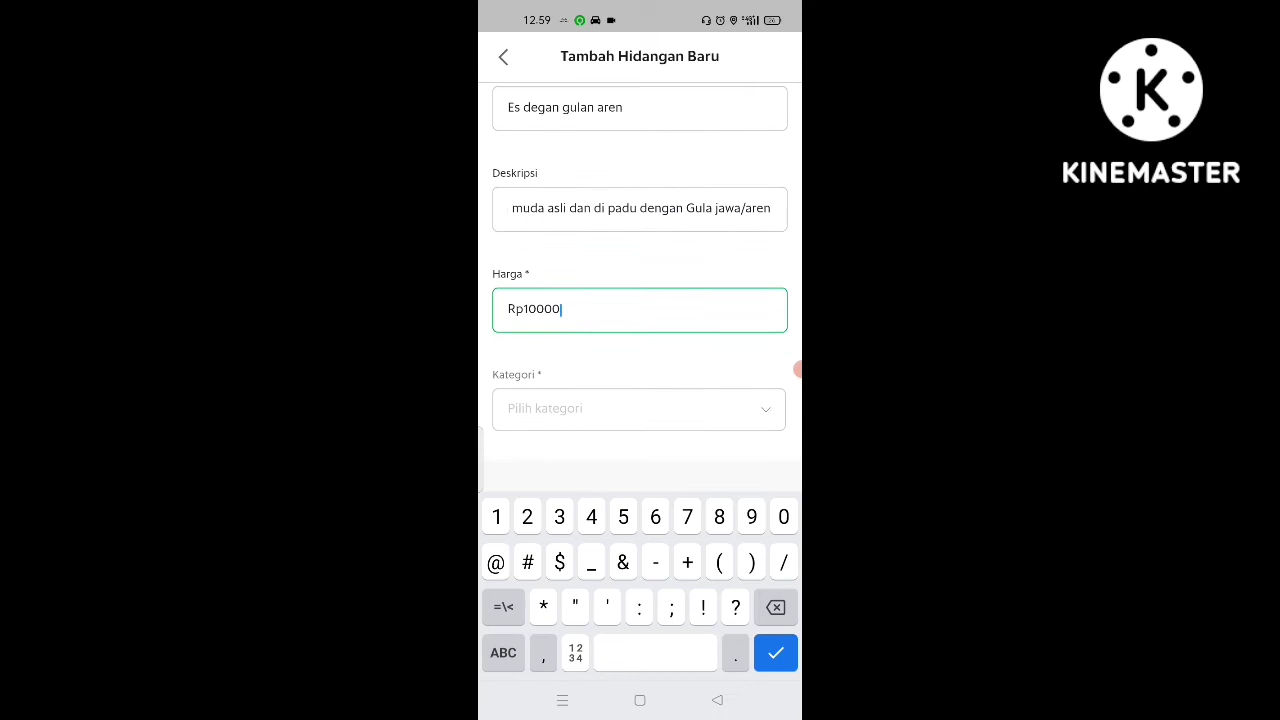 12.59
26
Tambah Hidangan Baru
K
KINEMASTER
Es degan gulan aren
Deskripsi
muda asli dan di padu dengan Gula jawa/aren
Harga *
Rp10000
Kategori *
Pilih kategori
1 2 3 4 5 6 7 8 9 0
@ # $ _ & - + ( ) /
=\< * " ' : ; ! ?
ABC , 12 34 .